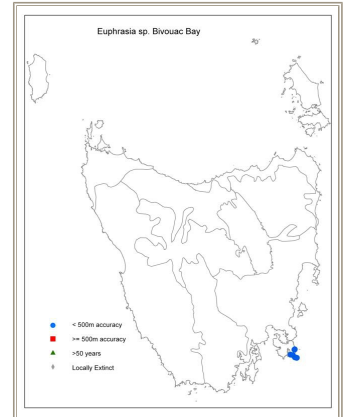 Euphrasia sp. Bivouac Bay
< 500m accuracy
>= 500m accuracy
>50 years
Locally Extinct